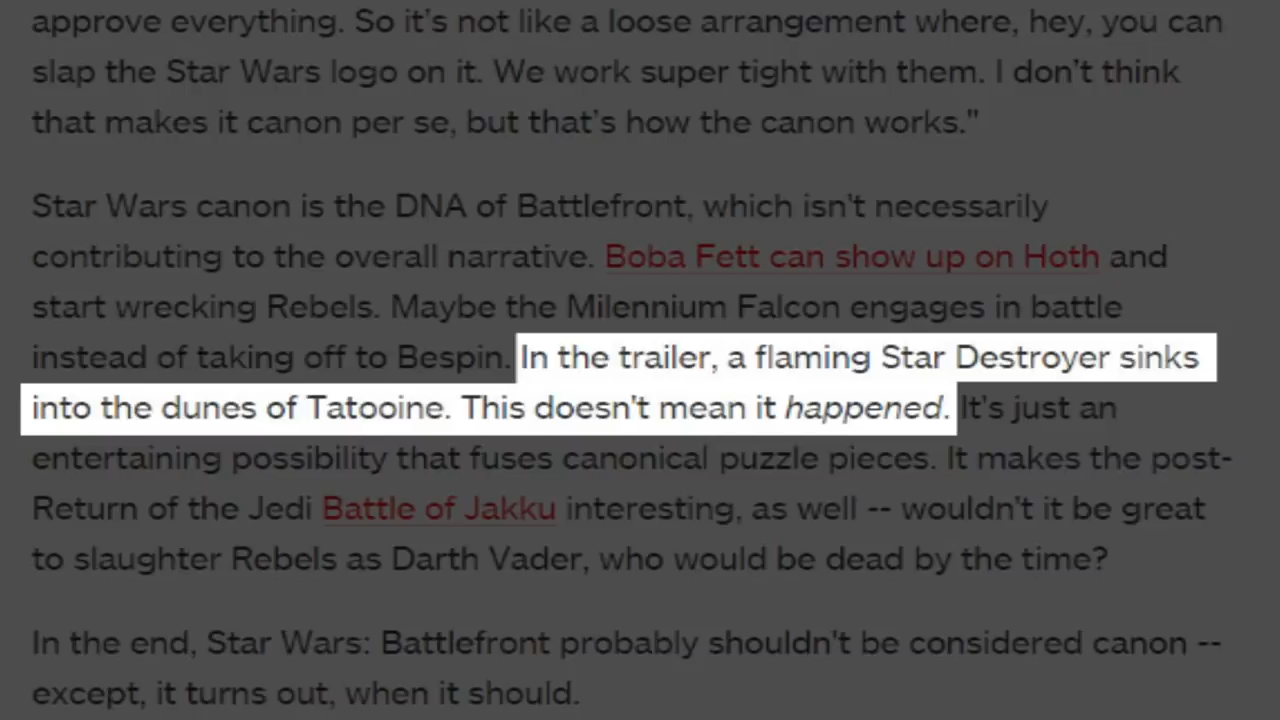 approve everything. So it's not like a loose arrangement where, hey, you can
slap the Star Wars logo on it. We work super tight with them. I don't think
that makes it canon per se, but that's how the canon works."
Star Wars canon is the DNA of Battlefront, which isn't necessarily
contributing to the overall narrative. Boba Fett can show up on Hoth and
start wrecking Rebels. Maybe the Milennium Falcon engages in battle
instead of taking off to Bespin. In the trailer, a flaming Star Destroyer sinks
into the dunes of Tatooine. This doesn't mean it happened. It's just an
entertaining possibility that fuses canonical puzzle pieces. It makes the post-
Return of the Jedi Battle of Jakku interesting, as well -- wouldn't it be great
to slaughter Rebels as Darth Vader, who would be dead by the time?
In the end, Star Wars: Battlefront probably shouldn't be considered canon --
except, it turns out, when it should.